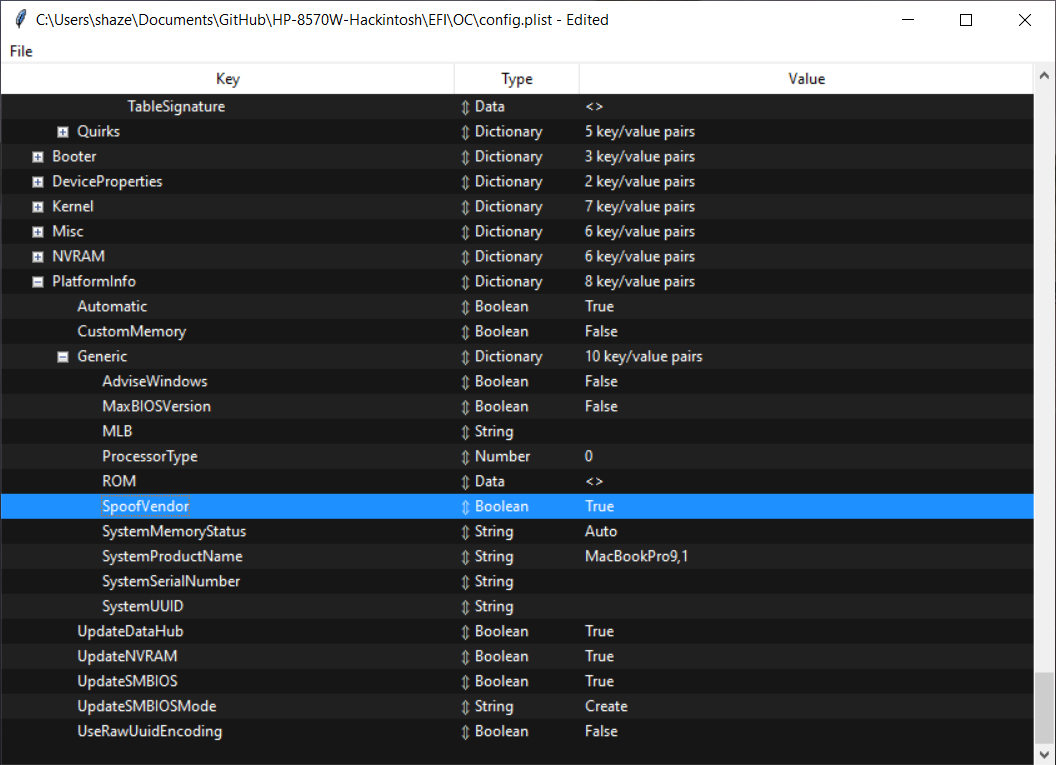 C:\Users\shaze\Documents\GitHub\HP-8570W-Hackintosh\EFI\OC\config.plist - Edited
File
Key Type Value
TableSignature Data <>
Quirks Dictionary 5 key/value pairs
Booter Dictionary 3 key/value pairs
DeviceProperties Dictionary 2 key/value pairs
Kernel Dictionary 7 key/value pairs
Misc Dictionary 6 key/value pairs
NVRAM Dictionary 6 key/value pairs
PlatformInfo Dictionary 8 key/value pairs
Automatic Boolean True
CustomMemory Boolean False
Generic Dictionary 10 key/value pairs
AdviseWindows Boolean False
MaxBIOSVersion Boolean False
MLB String
ProcessorType Number 0
ROM Data <>
SpoofVendor Boolean True
SystemMemoryStatus String Auto
SystemProductName String MacBookPro9,1
SystemSerialNumber String
SystemUUID String
UpdateDataHub Boolean True
UpdateNVRAM Boolean True
UpdateSMBIOS Boolean True
UpdateSMBIOSMode String Create
UseRawUuidEncoding Boolean False